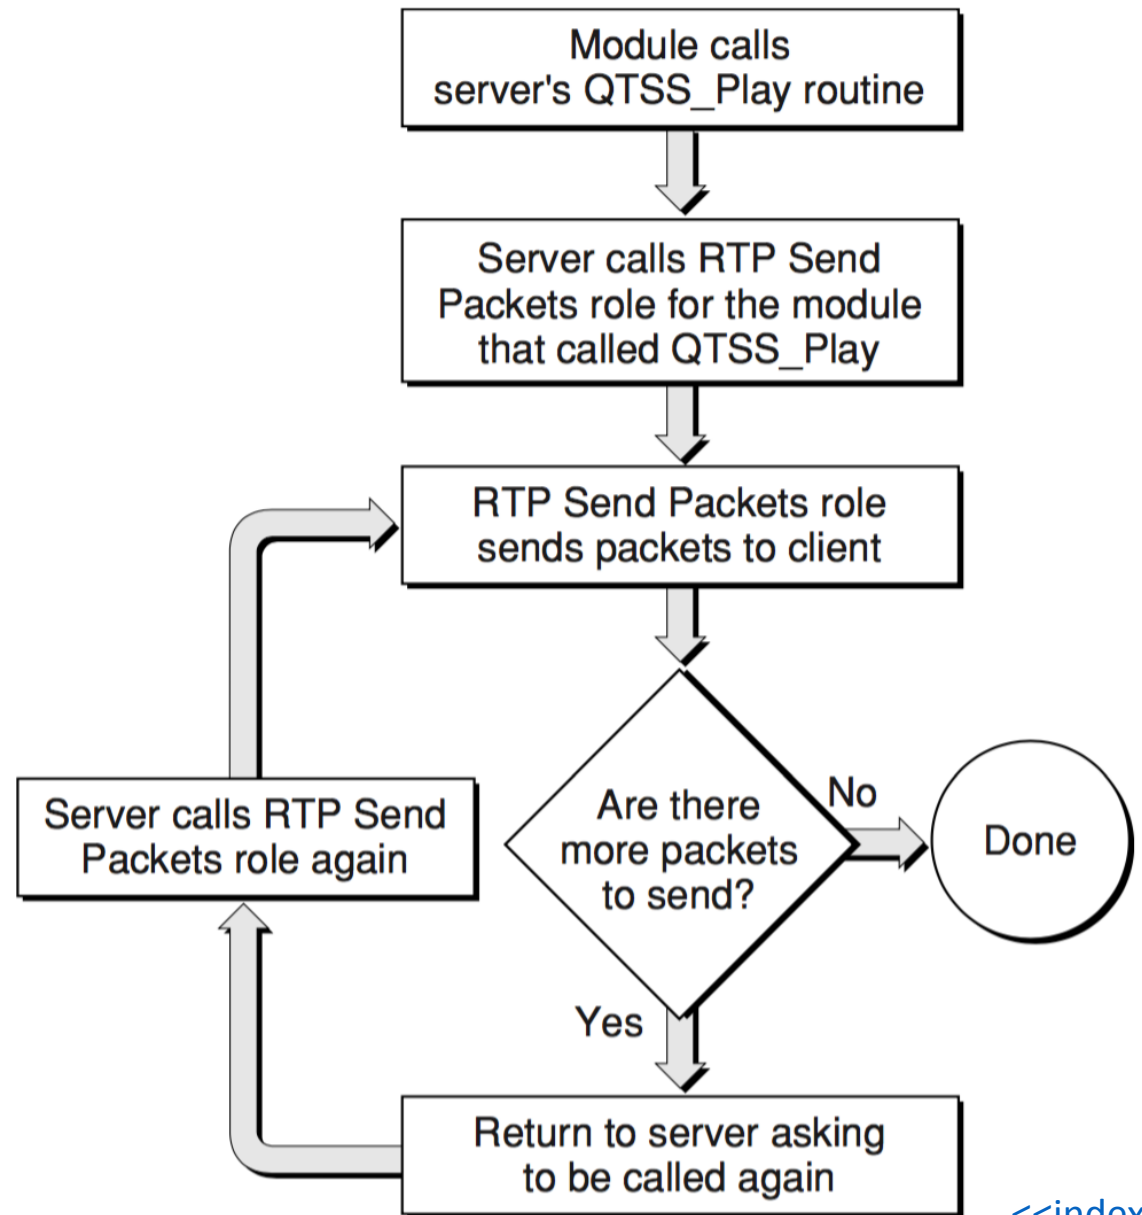 Module calls
server's QTSS_Play routine
Server calls RTP Send
Packets role for the module
that called QTSS_Play
RTP Send Packets role
sends packets to client
Are there
more packets
to send?
No
Done
Yes
Server calls RTP Send
Packets role again
Return to server asking
to be called again
<<index